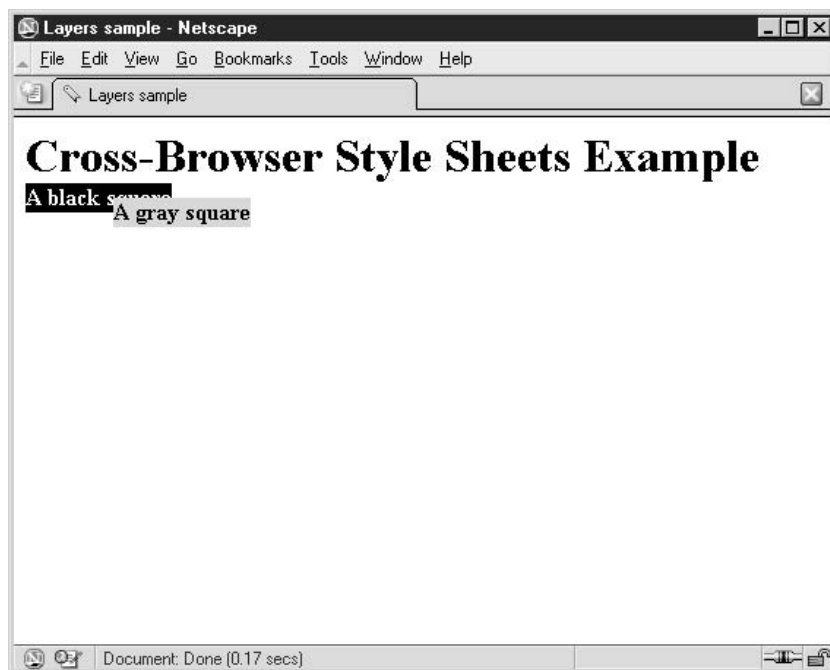 Layers sample - Netscape
File Edit View Go Bookmarks Tools Window Help
Layers sample
Cross-Browser Style Sheets Example
A black square
A gray square
Document: Done (0.17 secs)